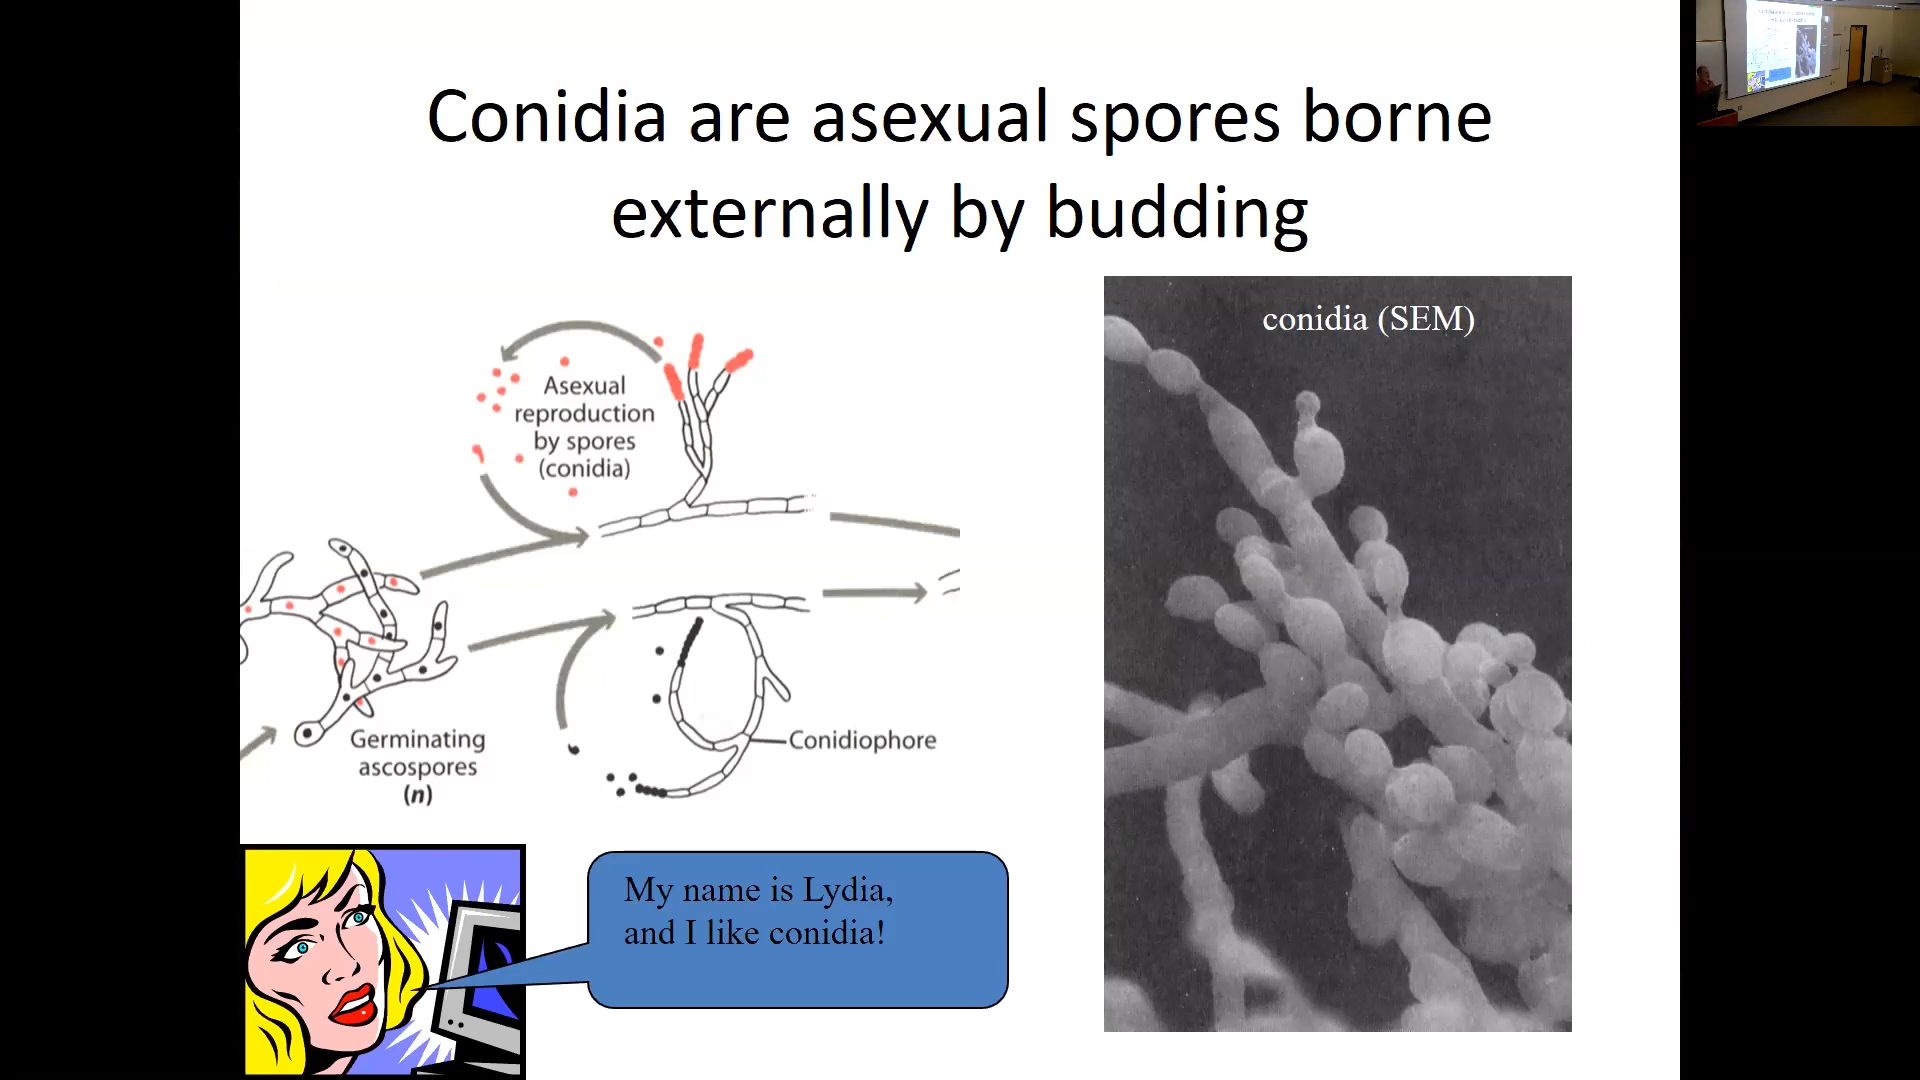 Conidia are asexual spores borne
externally by budding
Asexual
reproduction
by spores
(conidia)
Germinating
ascospores
(n)
Conidiophore
conidia (SEM)
My name is Lydia,
and I like conidia!